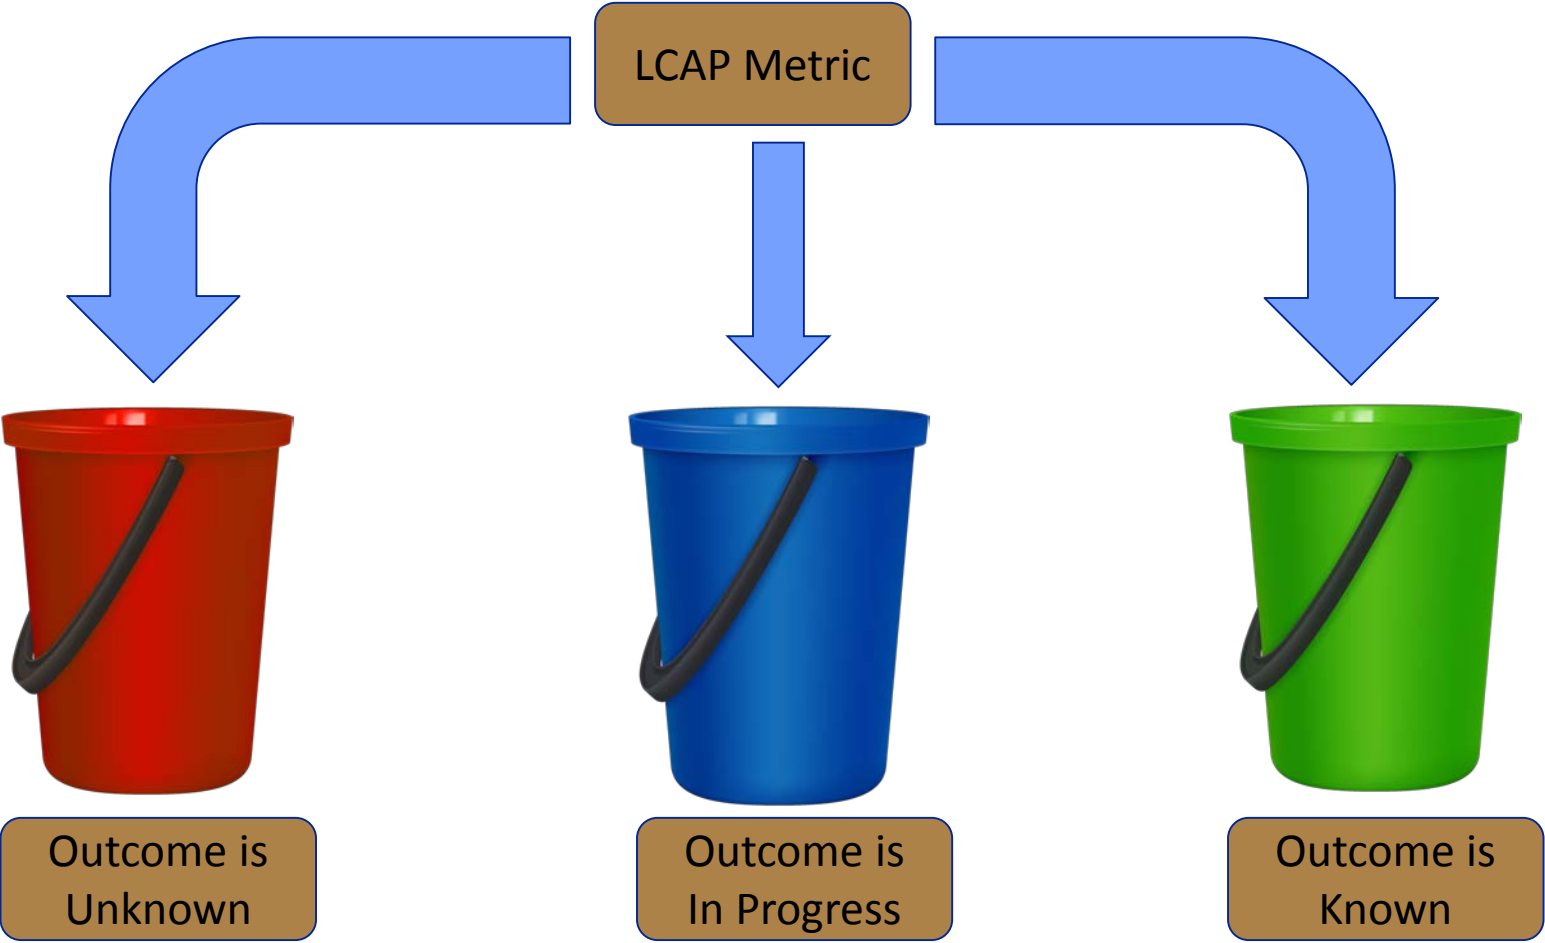 LCAP Metric
Outcome is
Unknown
Outcome is
In Progress
Outcome is
Known